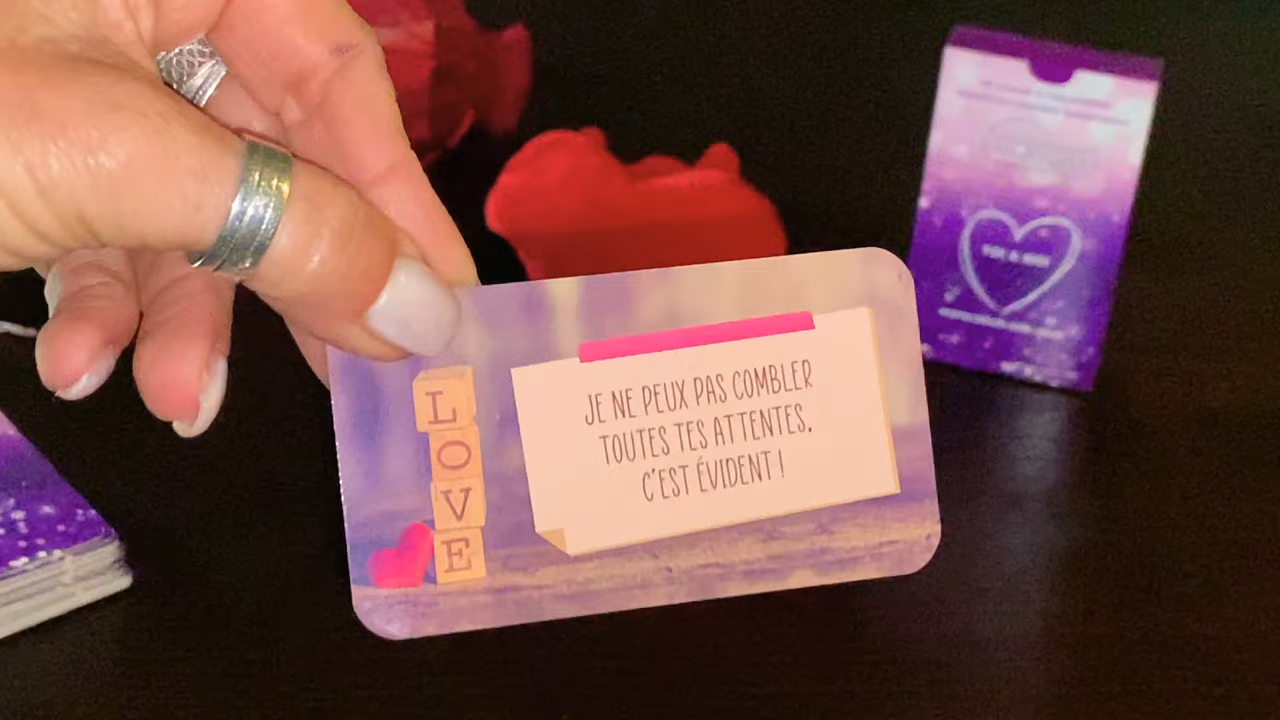 L
O
V
E
JE NE PEUX PAS COMBLER
TOUTES TES ATTENTES,
C'EST ÉVIDENT !